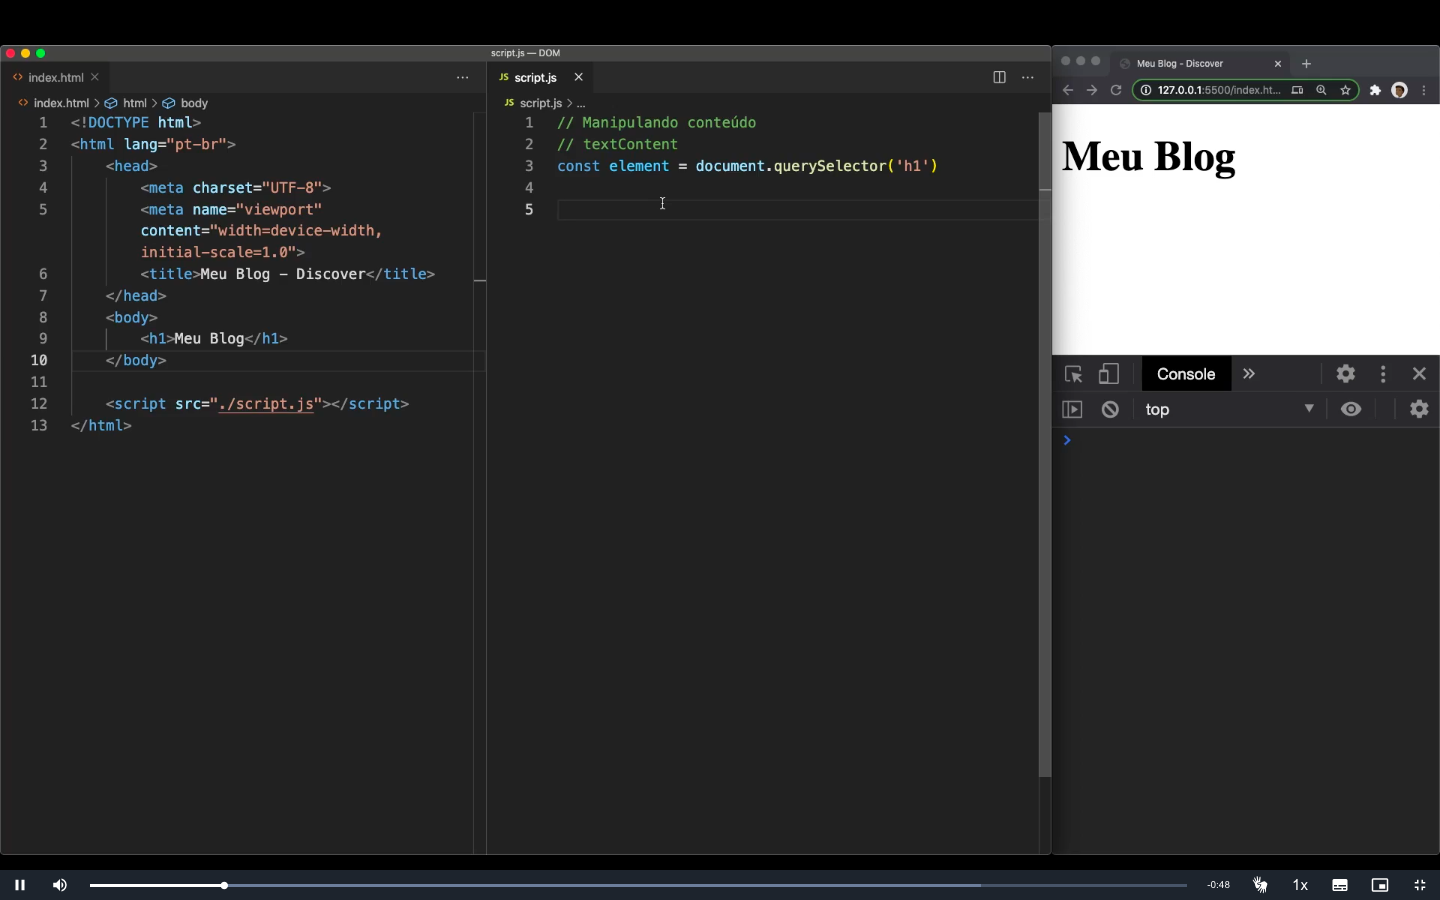 script.js — DOM
index.html
index.html > html > body
1 <!DOCTYPE html>
2 <html lang="pt-br">
3 <head>
4 <meta charset="UTF-8">
5 <meta name="viewport"
content="width=device-width,
initial-scale=1.0">
6 <title>Meu Blog - Discover</title>
7 </head>
8 <body>
9 <h1>Meu Blog</h1>
10 </body>
11
12 <script src="./script.js"></script>
13 </html>
JS script.js
JS script.js > ...
1 // Manipulando conteúdo
2 // textContent
3 const element = document.querySelector('h1')
4
5
Meu Blog - Discover
127.0.0.1:5500/index.ht...
Meu Blog
Console
top
-0:48
1x